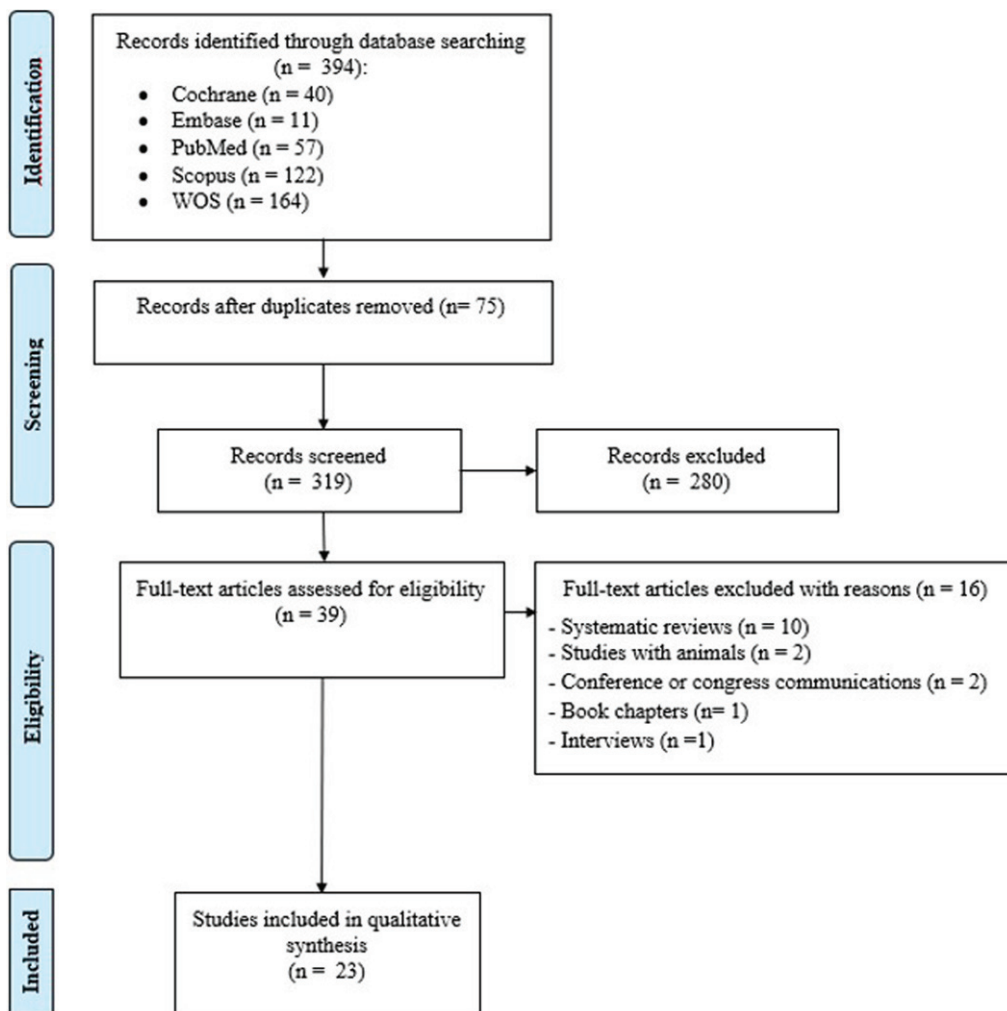 Identification
Records identified through database searching
(n = 394):
• Cochrane (n = 40)
• Embase (n = 11)
• PubMed (n = 57)
• Scopus (n = 122)
• WOS (n = 164)
Screening
Records after duplicates removed (n= 75)
Records screened
(n = 319)
Records excluded
(n = 280)
Eligibility
Full-text articles assessed for eligibility
(n = 39)
Full-text articles excluded with reasons (n = 16)
- Systematic reviews (n = 10)
- Studies with animals (n = 2)
- Conference or congress communications (n = 2)
- Book chapters (n= 1)
- Interviews (n =1)
Included
Studies included in qualitative
synthesis
(n = 23)